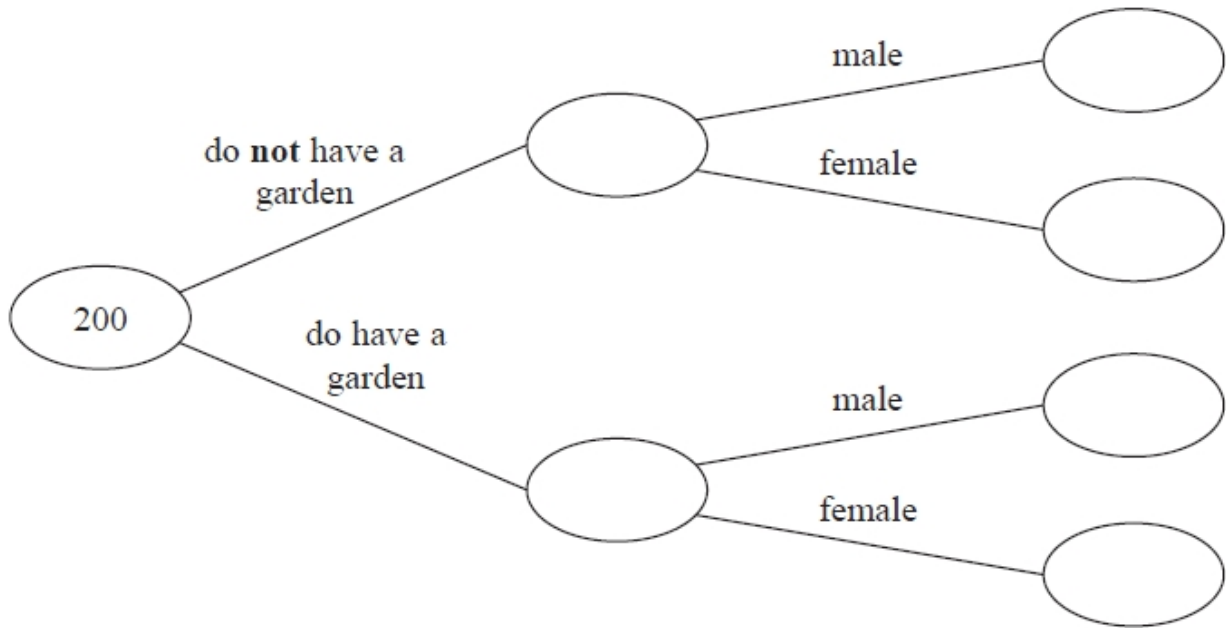 male
do not have a
garden
female
200
do have a
garden
male
female